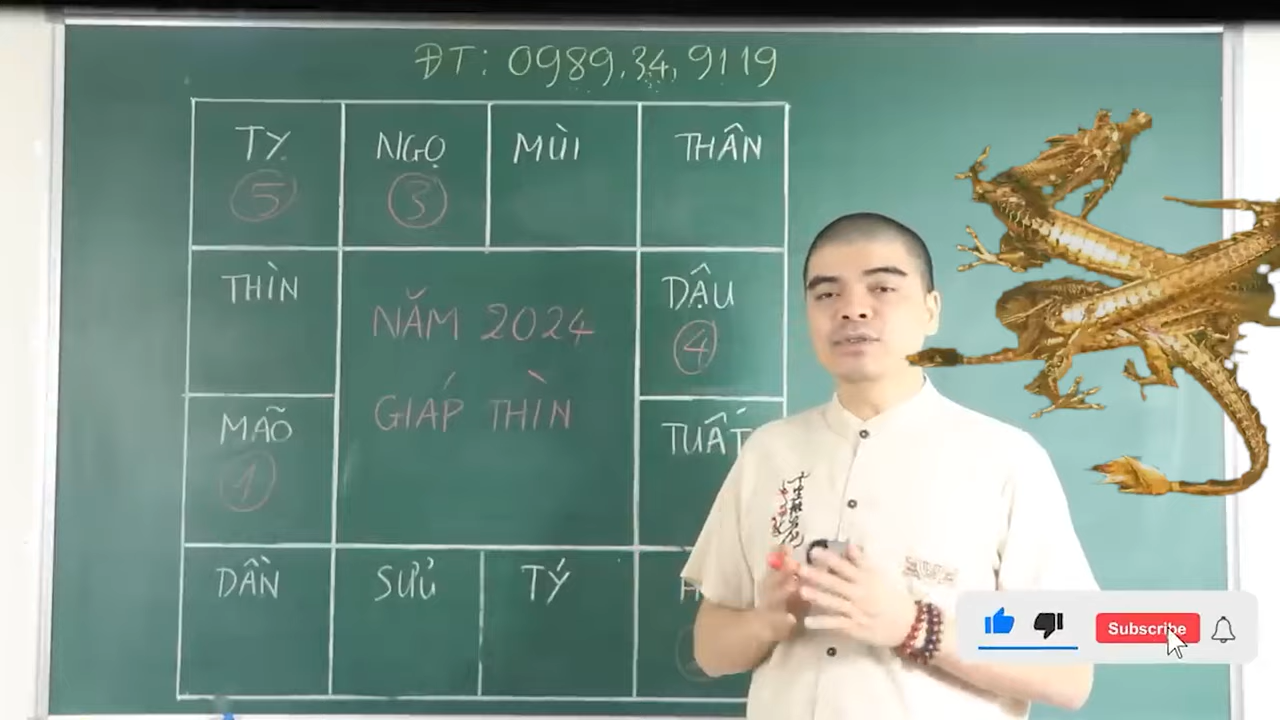 ĐT: 0989.34.9119
TỴ
NGỌ
MÙI
THÂN
5
3
THÌN
DẬU
4
NĂM 2024
GIÁP THÌN
MÃO
1
TUẤT
DẦN
SỬU
TÝ
H
Subscribe